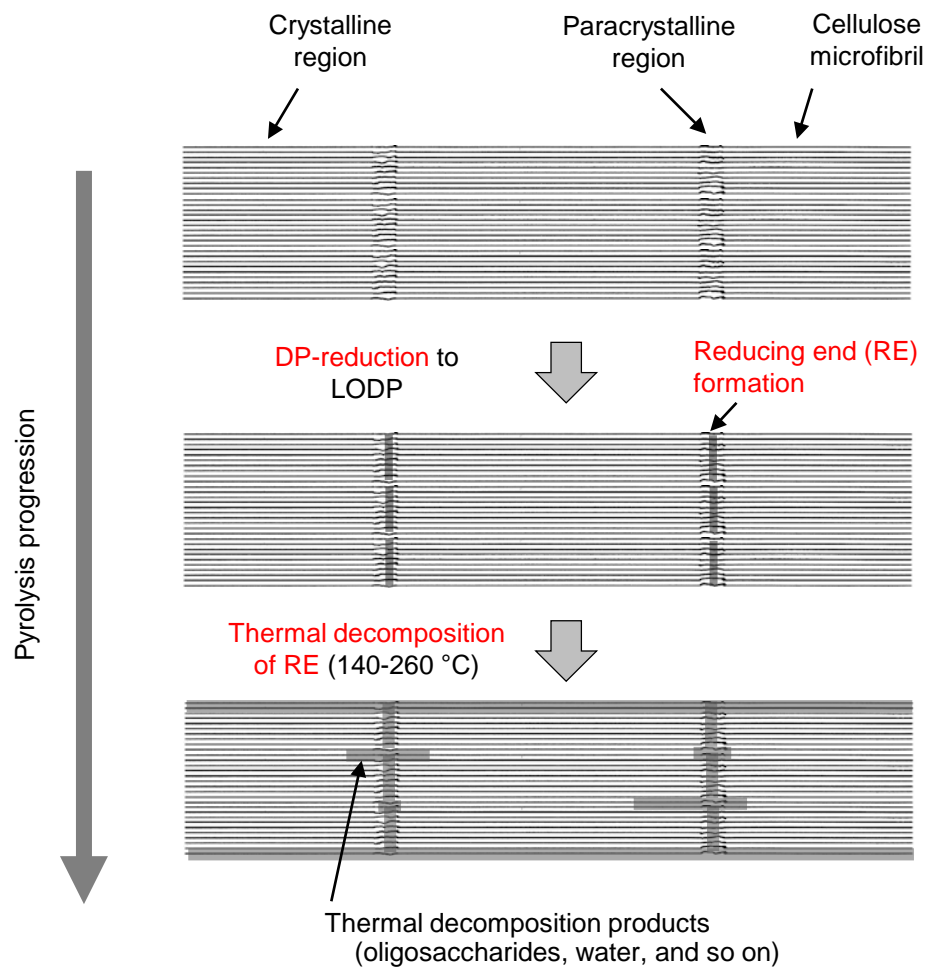 Crystalline
region
Paracrystalline
region
Cellulose
microfibril
DP-reduction to
LODP
Reducing end (RE)
formation
Pyrolysis progression
Thermal decomposition
of RE (140-260 °C)
Thermal decomposition products
(oligosaccharides, water, and so on)